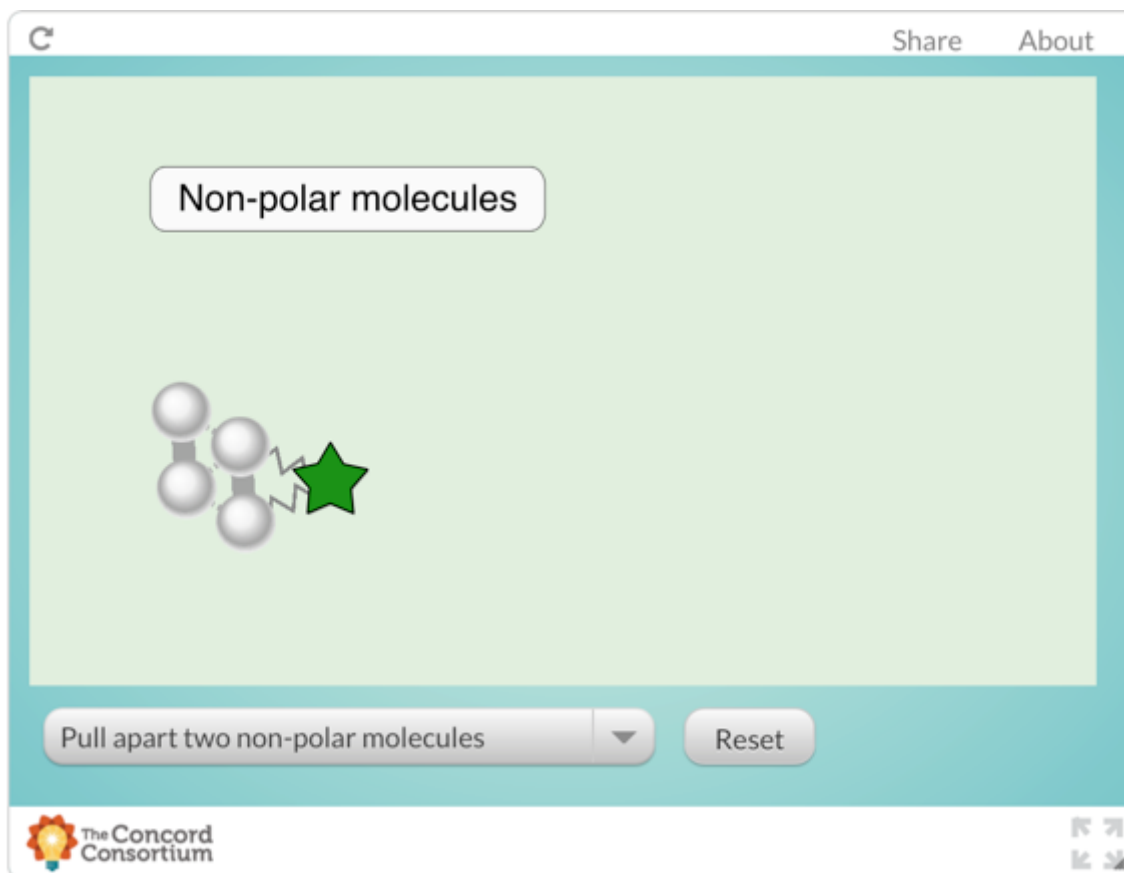 Share About
Non-polar molecules
Pull apart two non-polar molecules
Reset
The Concord
Consortium